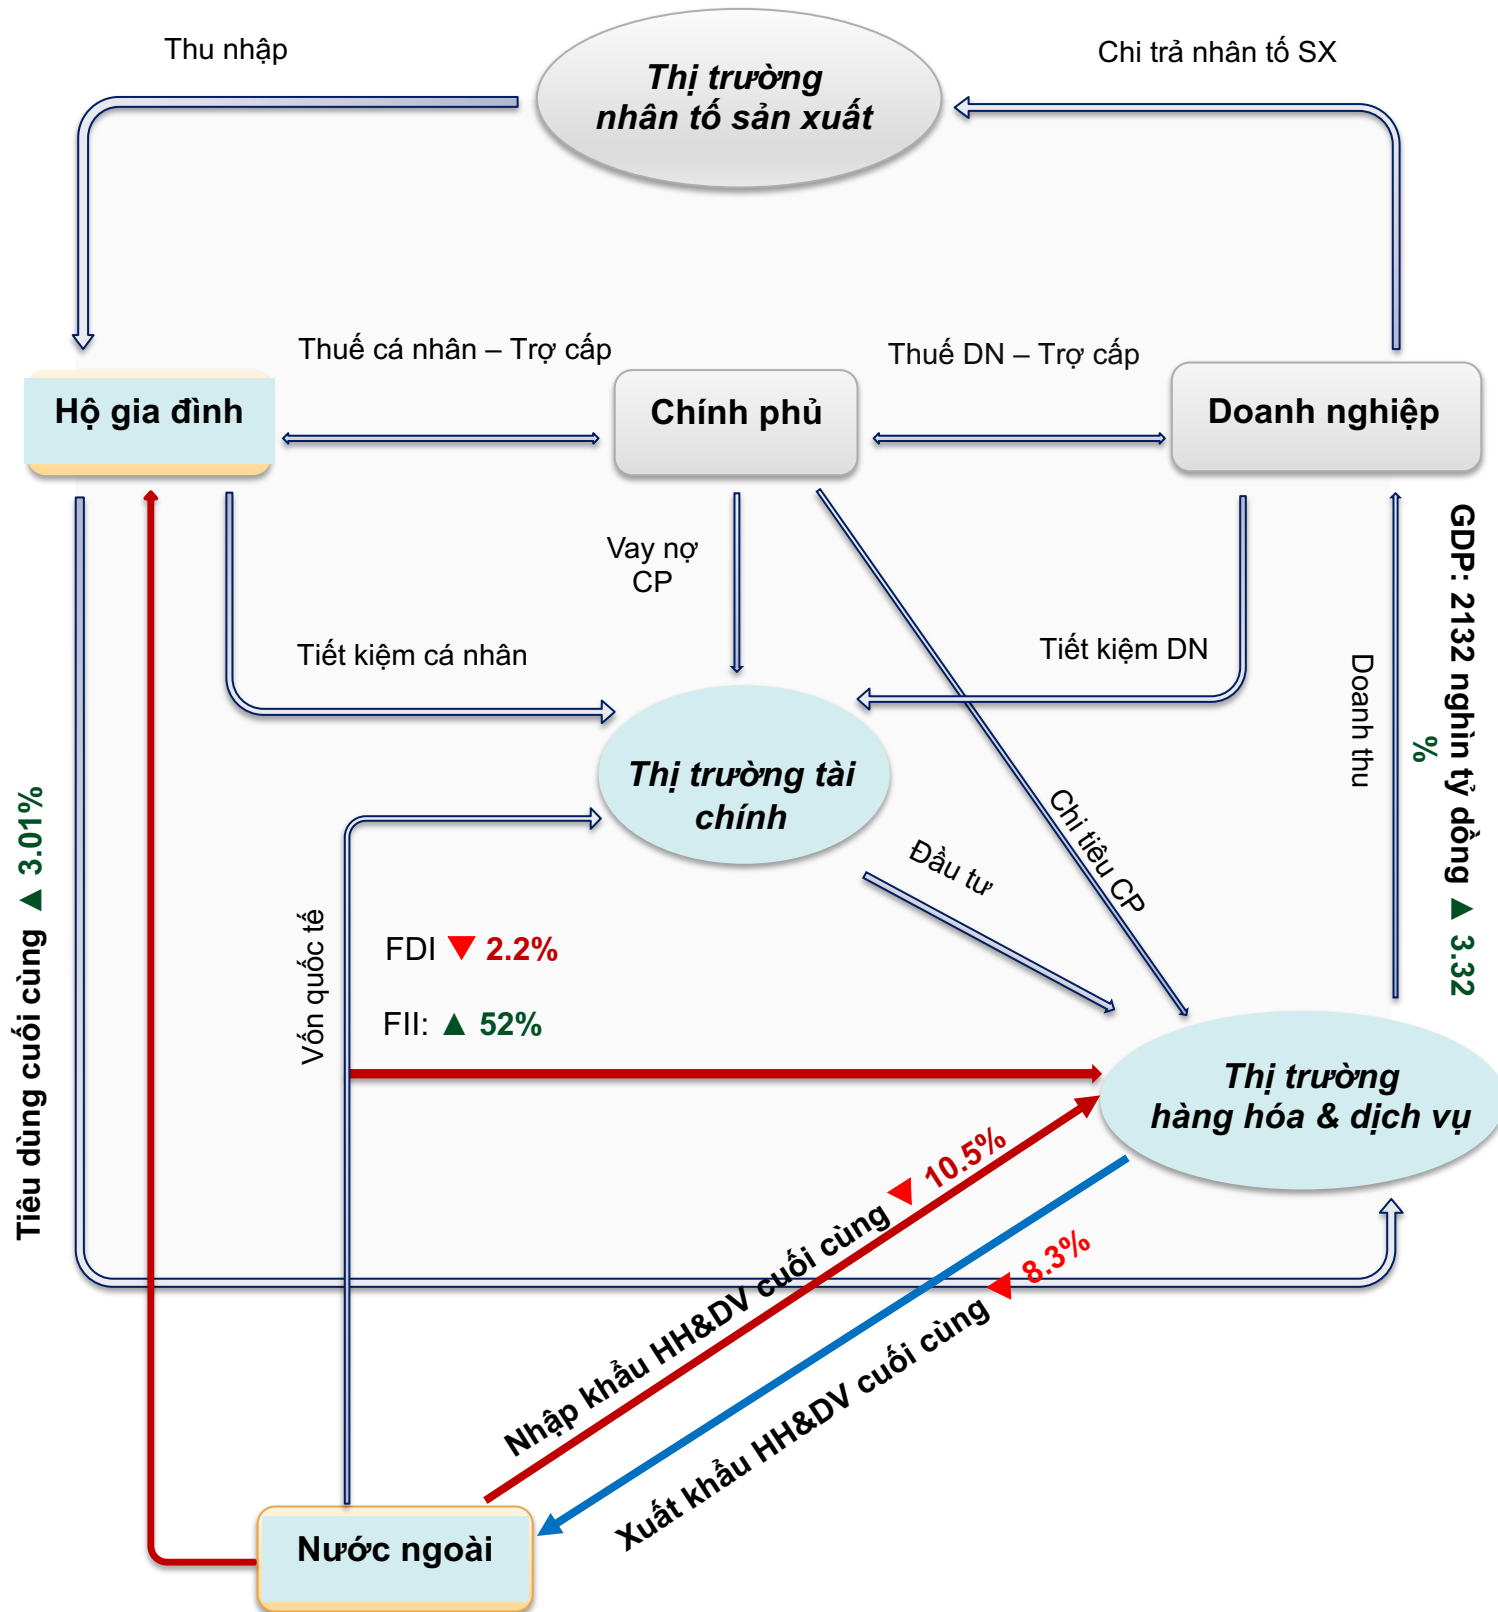 Thu nhập
Thị trường
nhân tố sản xuất
Chi trả nhân tố SX
Thuế cá nhân – Trợ cấp
Thuế DN – Trợ cấp
Hộ gia đình
Chính phủ
Doanh nghiệp
Vay nợ
CP
Tiết kiệm cá nhân
Tiết kiệm DN
Doanh thu
GDP: 2132 nghìn tỷ dồng ▲ 3.32
%
Thị trường tài
chính
Tiêu dùng cuối cùng ▲ 3.01%
Đầu tư
Chi tiêu CP
Vốn quốc tế
FDI ▼ 2.2%
FII: ▲ 52%
Thị trường
hàng hóa & dịch vụ
Nhập khẩu HH&DV cuối cùng ▼ 10.5%
Xuất khẩu HH&DV cuối cùng ▼ 8.3%
Nước ngoài